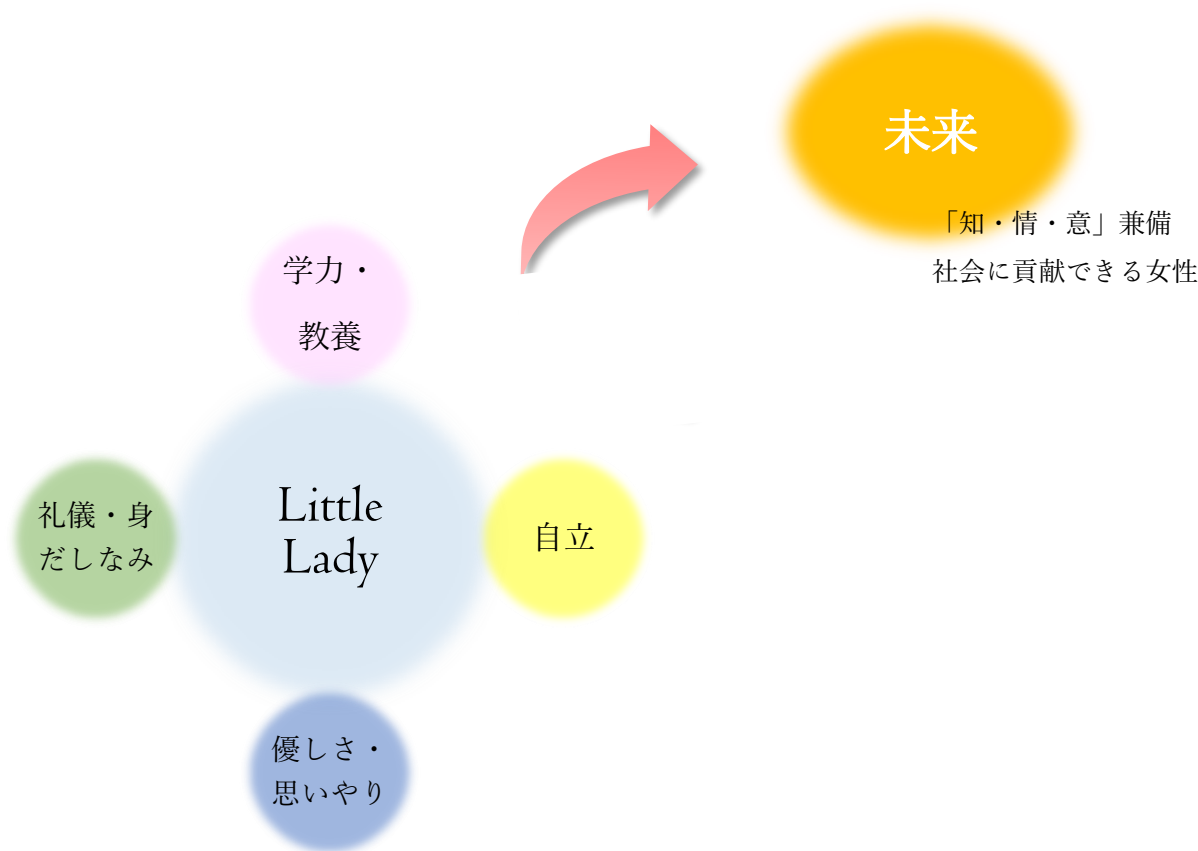 未来
「知・情・意」兼備
社会に貢献できる女性
学力・
教養
Little
Lady
礼儀・身
だしなみ
自立
優しさ・
思いやり